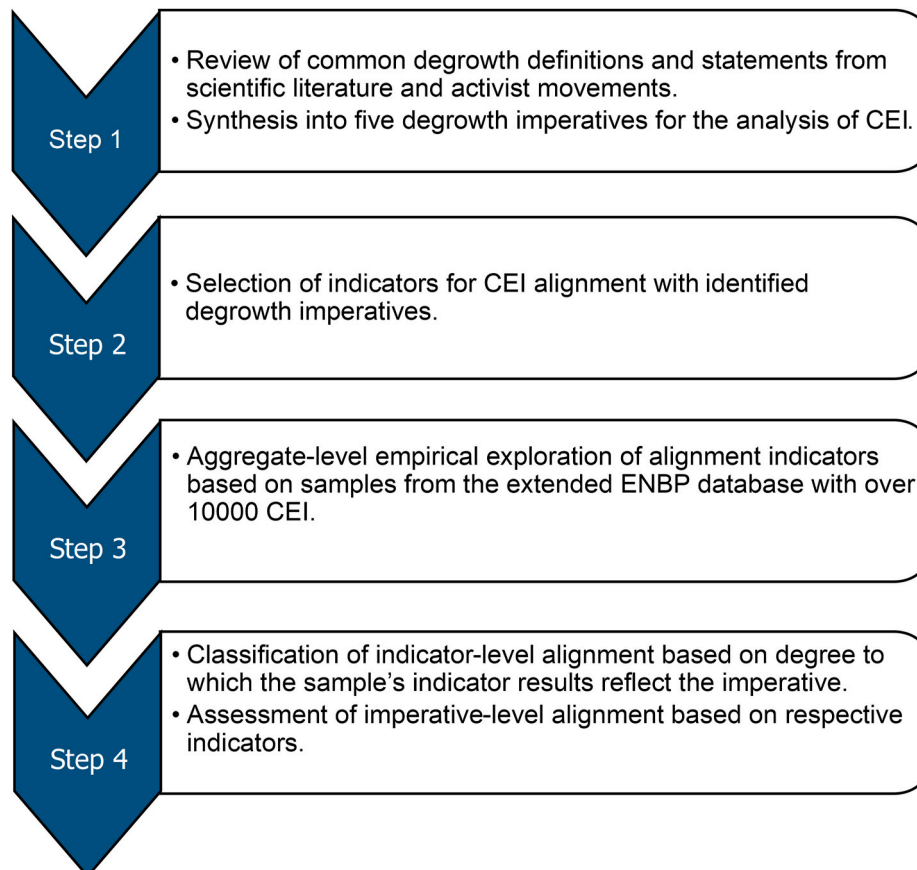 Step 1
• Review of common degrowth definitions and statements from
scientific literature and activist movements.
• Synthesis into five degrowth imperatives for the analysis of CEI.
Step 2
• Selection of indicators for CEI alignment with identified
degrowth imperatives.
Step 3
• Aggregate-level empirical exploration of alignment indicators
based on samples from the extended ENBP database with over
10000 CEI.
Step 4
• Classification of indicator-level alignment based on degree to
which the sample’s indicator results reflect the imperative.
• Assessment of imperative-level alignment based on respective
indicators.